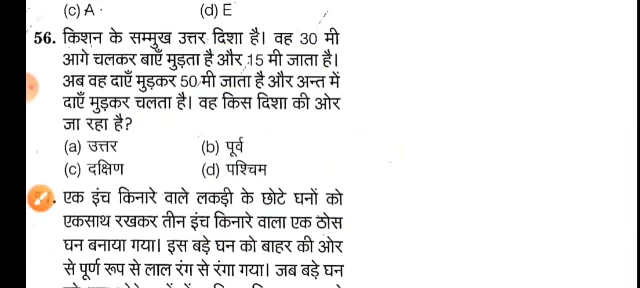 (c) A (d) E
56. किशन के सम्मुख उत्तर दिशा है। वह 30 मी
आगे चलकर बाएँ मुड़ता है और 15 मी जाता है।
अब वह दाएँ मुड़कर 50 मी जाता है और अन्त में
दाएँ मुड़कर चलता है। वह किस दिशा की ओर
जा रहा है?
(a) उत्तर (b) पूर्व
(c) दक्षिण (d) पश्चिम
एक इंच किनारे वाले लकड़ी के छोटे घनों को
एकसाथ रखकर तीन इंच किनारे वाला एक ठोस
घन बनाया गया। इस बड़े घन को बाहर की ओर
से पूर्ण रूप से लाल रंग से रंगा गया। जब बड़े घन